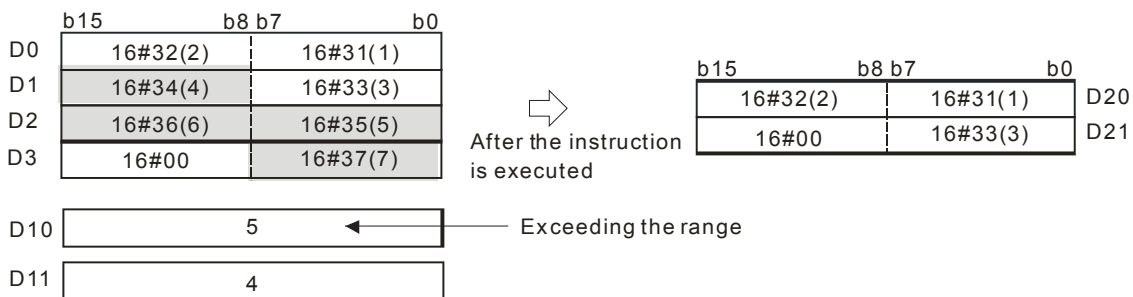 b15 b8 b7 b0
D0 16#32(2) 16#31(1)
D1 16#34(4) 16#33(3)
D2 16#36(6) 16#35(5)
D3 16#00 16#37(7)
After the instruction
is executed
b15 b8 b7 b0
16#32(2) 16#31(1) D20
16#00 16#33(3) D21
D10 5 Exceeding the range
D11 4